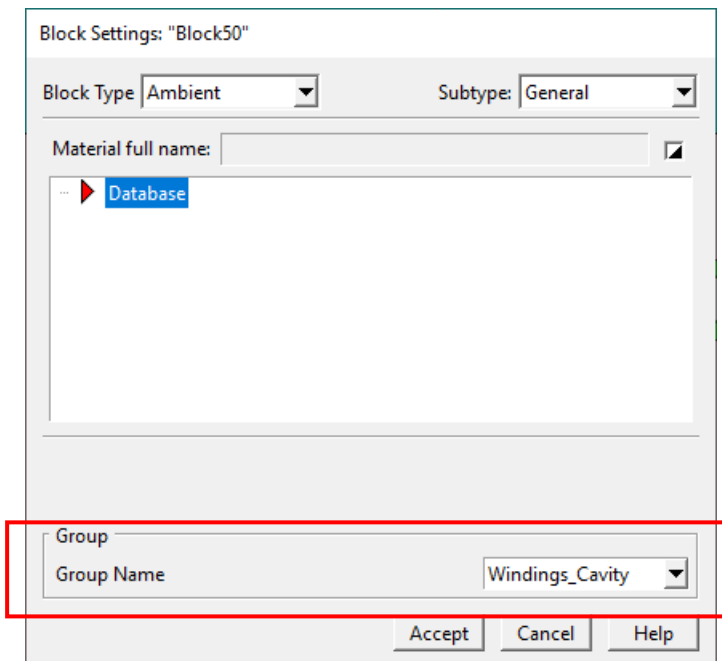 Block Settings: "Block50"
Block Type Ambient Subtype: General
Material full name:
Database
Group
Group Name Windings_Cavity
Accept Cancel Help